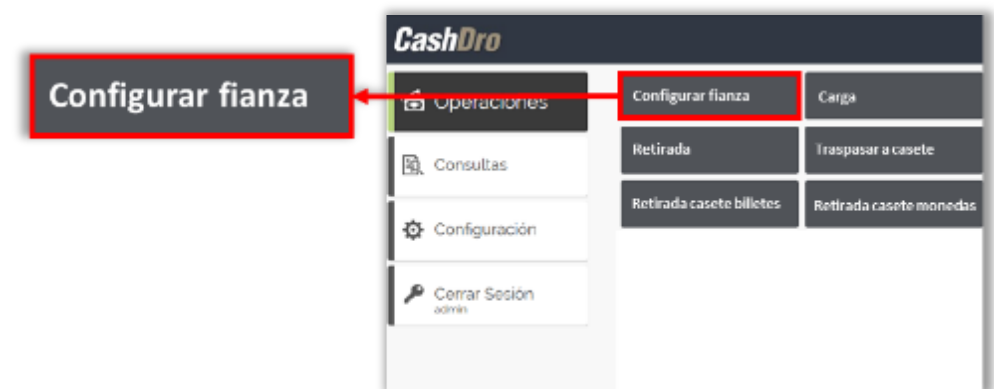 CashDro
Configurar fianza
Operaciones
Configurar fianza
Carga
Consultas
Retirada
Traspasar a casete
Configuración
Retirada casete billetes
Retirada casete monedas
Cerrar Sesión
admin